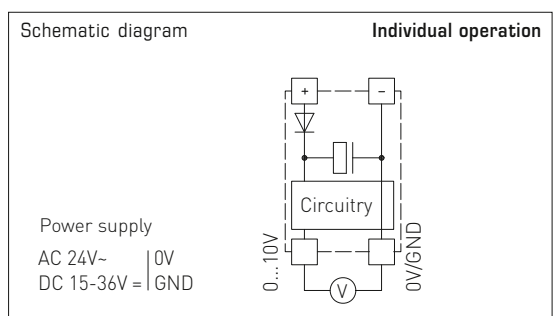 Schematic diagram
Individual operation
+
−
Circuitry
Power supply
AC 24V~ | 0V
DC 15-36V = | GND
0...10V
V
0V/GND